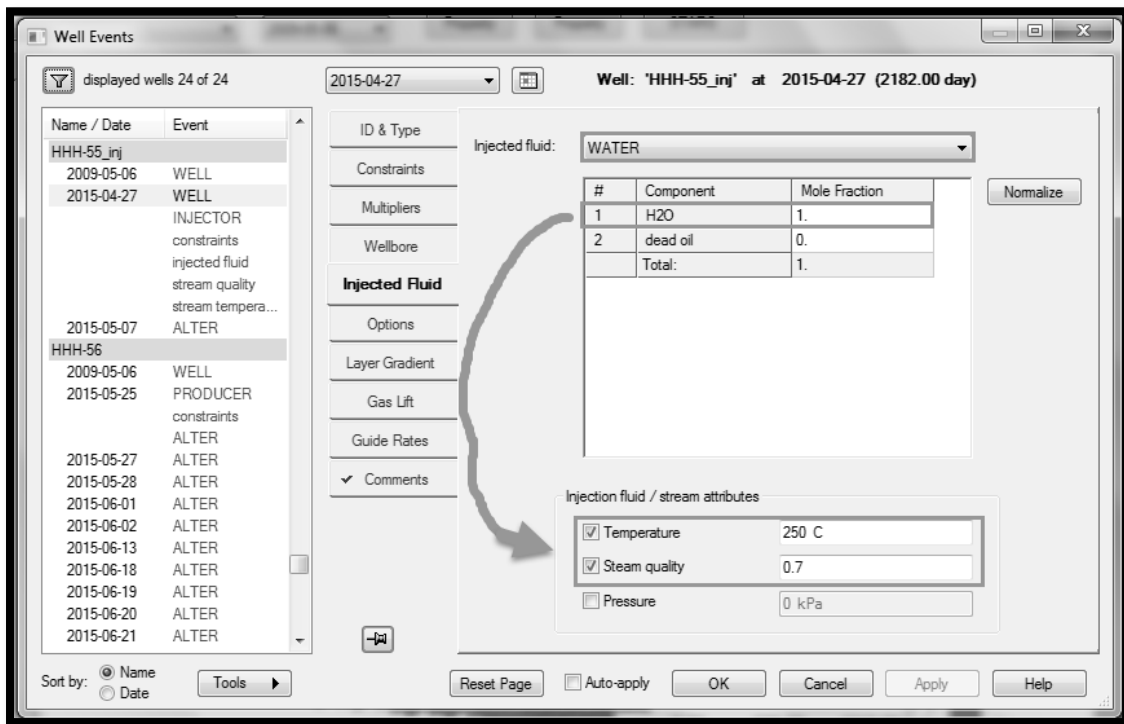 Well Events
displayed wells 24 of 24
2015-04-27
Well: 'HHH-55_inj' at 2015-04-27 (2182.00 day)
Name / Date Event
HHH-55_inj
2009-05-06 WELL
2015-04-27 WELL
INJECTOR
constraints
injected fluid
stream quality
stream tempera...
2015-05-07 ALTER
HHH-56
2009-05-06 WELL
2015-05-25 PRODUCER
constraints
ALTER
2015-05-27 ALTER
2015-05-28 ALTER
2015-06-01 ALTER
2015-06-02 ALTER
2015-06-13 ALTER
2015-06-18 ALTER
2015-06-19 ALTER
2015-06-20 ALTER
2015-06-21 ALTER
ID & Type
Constraints
Multipliers
Wellbore
Injected Fluid
Options
Layer Gradient
Gas Lift
Guide Rates
Comments
Injected fluid: WATER
# Component Mole Fraction
1 H2O 1.
2 dead oil 0.
Total: 1.
Normalize
Injection fluid / stream attributes
Temperature 250 C
Steam quality 0.7
Pressure 0 kPa
Sort by: Name
Date
Tools
Reset Page Auto-apply OK Cancel Apply Help